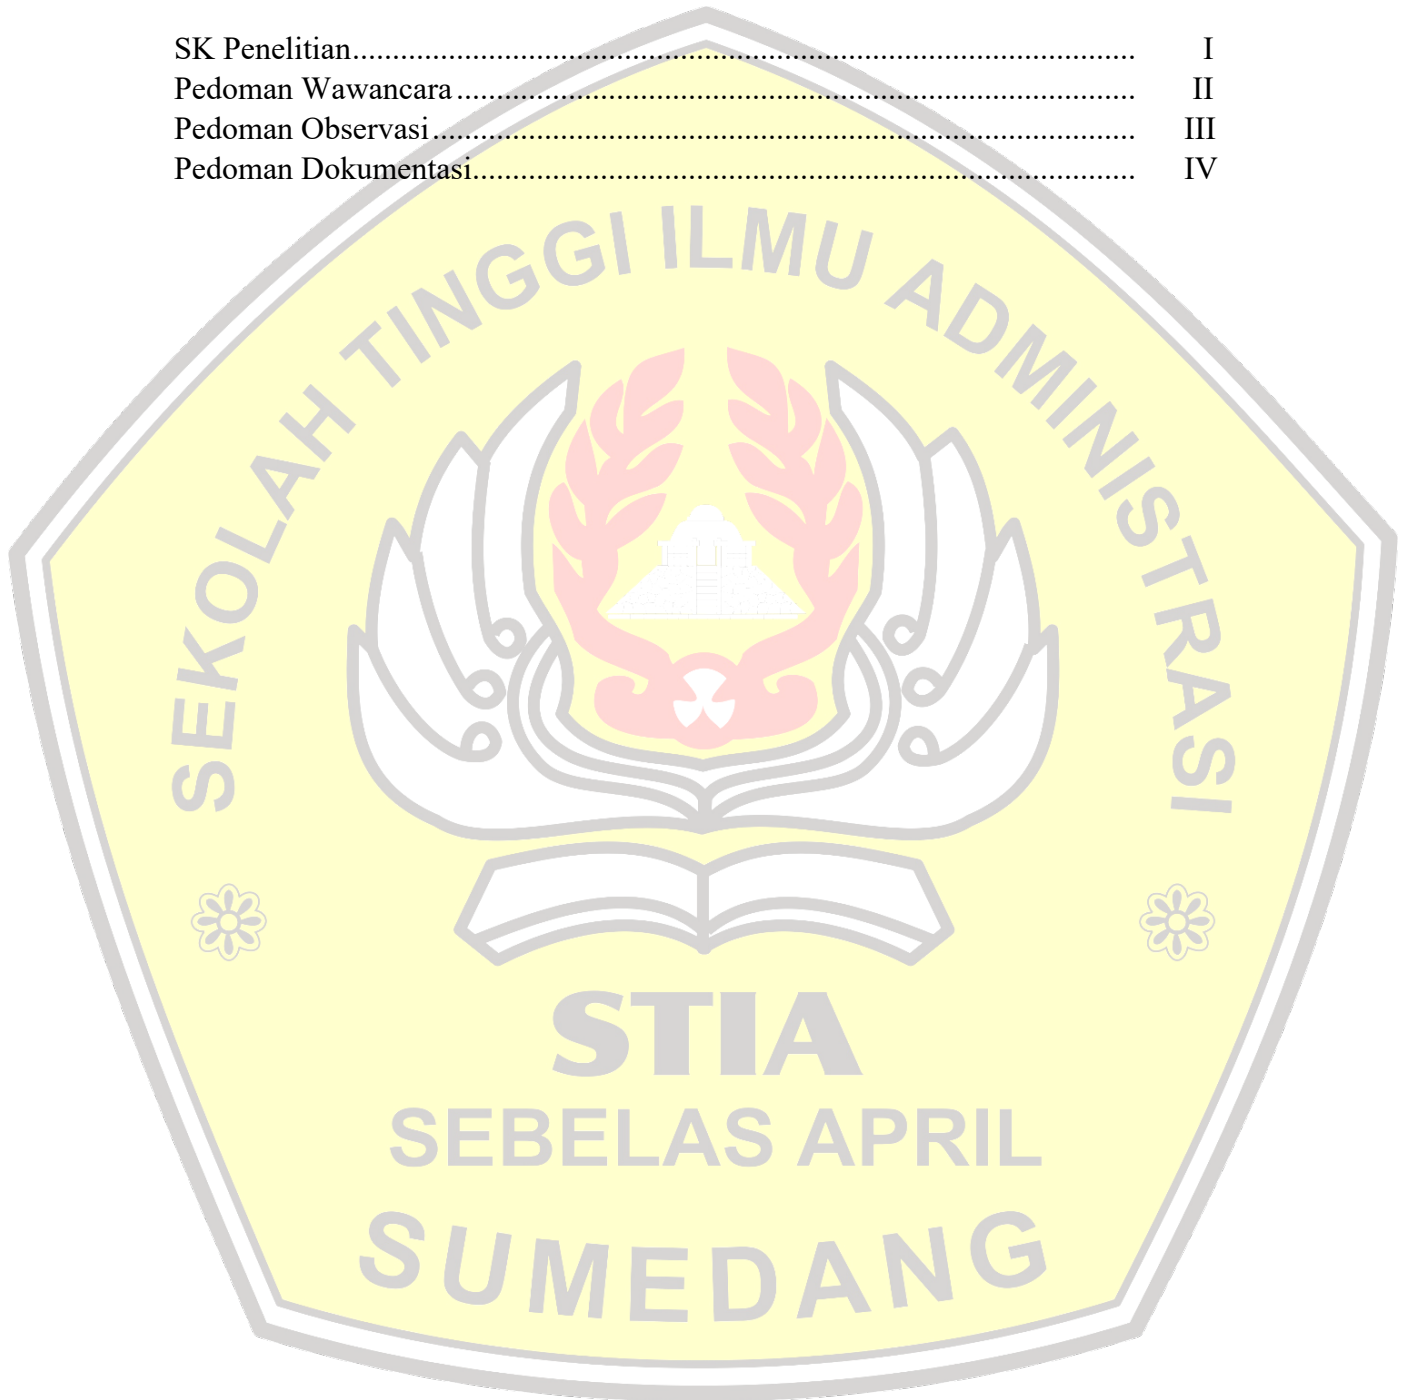 SK Penelitian........................................................................................................ I
Pedoman Wawancara........................................................................................ II
Pedoman Observasi........................................................................................... III
Pedoman Dokumentasi...................................................................................... IV
SEKOLAH TINGGI ILMU ADMINISTRASI
STIA
SEBELAS APRIL
SUMEDANG